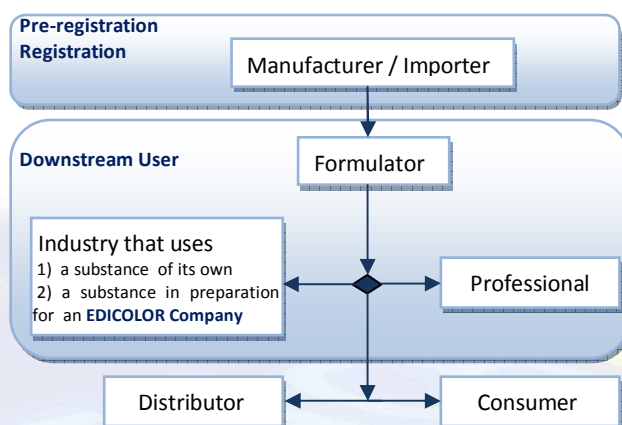 Pre-registration
Registration
Manufacturer / Importer
Downstream User
Formulator
Industry that uses
1) a substance of its own
2) a substance in preparation
for an EDICOLOR Company
Professional
Distributor
Consumer